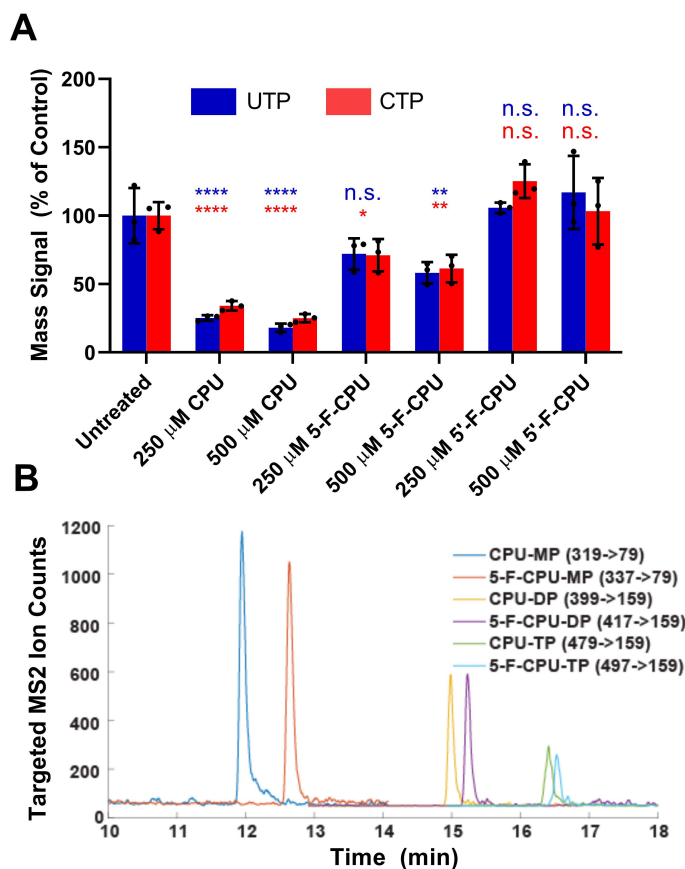 A
Mass Signal (% of Control)
200
150
100
50
0
UTP
CTP
****
****
****
****
n.s.
*
**
**
n.s.
n.s.
n.s.
n.s.
Untreated
250 μM CPU
500 μM CPU
250 μM 5-F-CPU
500 μM 5-F-CPU
250 μM 5'-F-CPU
500 μM 5'-F-CPU
B
Targeted MS2 Ion Counts
1200
1000
800
600
400
200
0
CPU-MP (319->79)
5-F-CPU-MP (337->79)
CPU-DP (399->159)
5-F-CPU-DP (417->159)
CPU-TP (479->159)
5-F-CPU-TP (497->159)
10 11 12 13 14 15 16 17 18
Time (min)